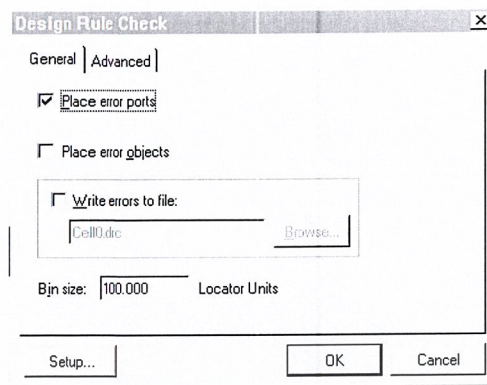 Design Rule Check
General Advanced
Place error ports
Place error objects
Write errors to file:
Cell0.drc Browse...
Bin size: 100.000 Locator Units
Setup... OK Cancel